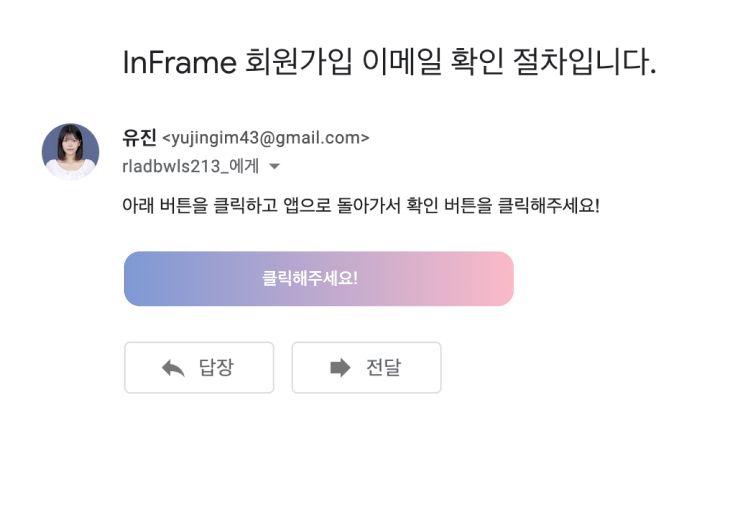 InFrame 회원가입 이메일 확인 절차입니다.
유진 <yujingim43@gmail.com>
rladbwls213_에게
아래 버튼을 클릭하고 앱으로 돌아가서 확인 버튼을 클릭해주세요!
클릭해주세요!
답장 전달